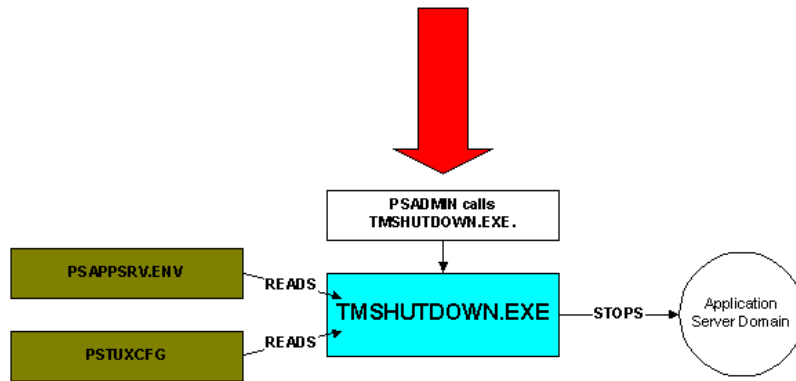 PSADMIN calls
TMSHUTDOWN.EXE.
PSAPPSRV.ENV
READS
TMSHUTDOWN.EXE
STOPS
Application
Server Domain
READS
PSTUXCFG